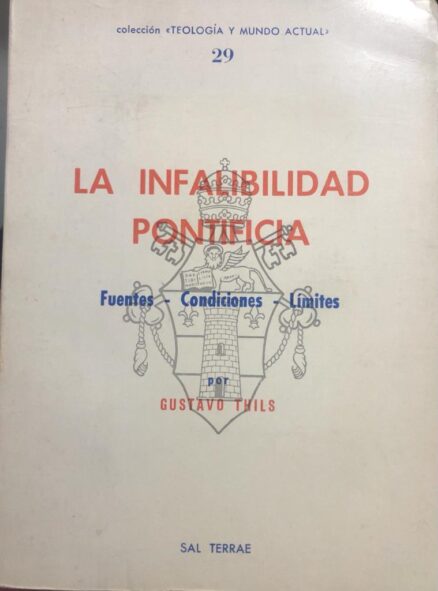 colección «TEOLOGÍA Y MUNDO ACTUAL»
29
LA INFALIBILIDAD
PONTIFICIA
Fuentes - Condiciones - Límites
por
GUSTAVO THILS
SAL TERRAE